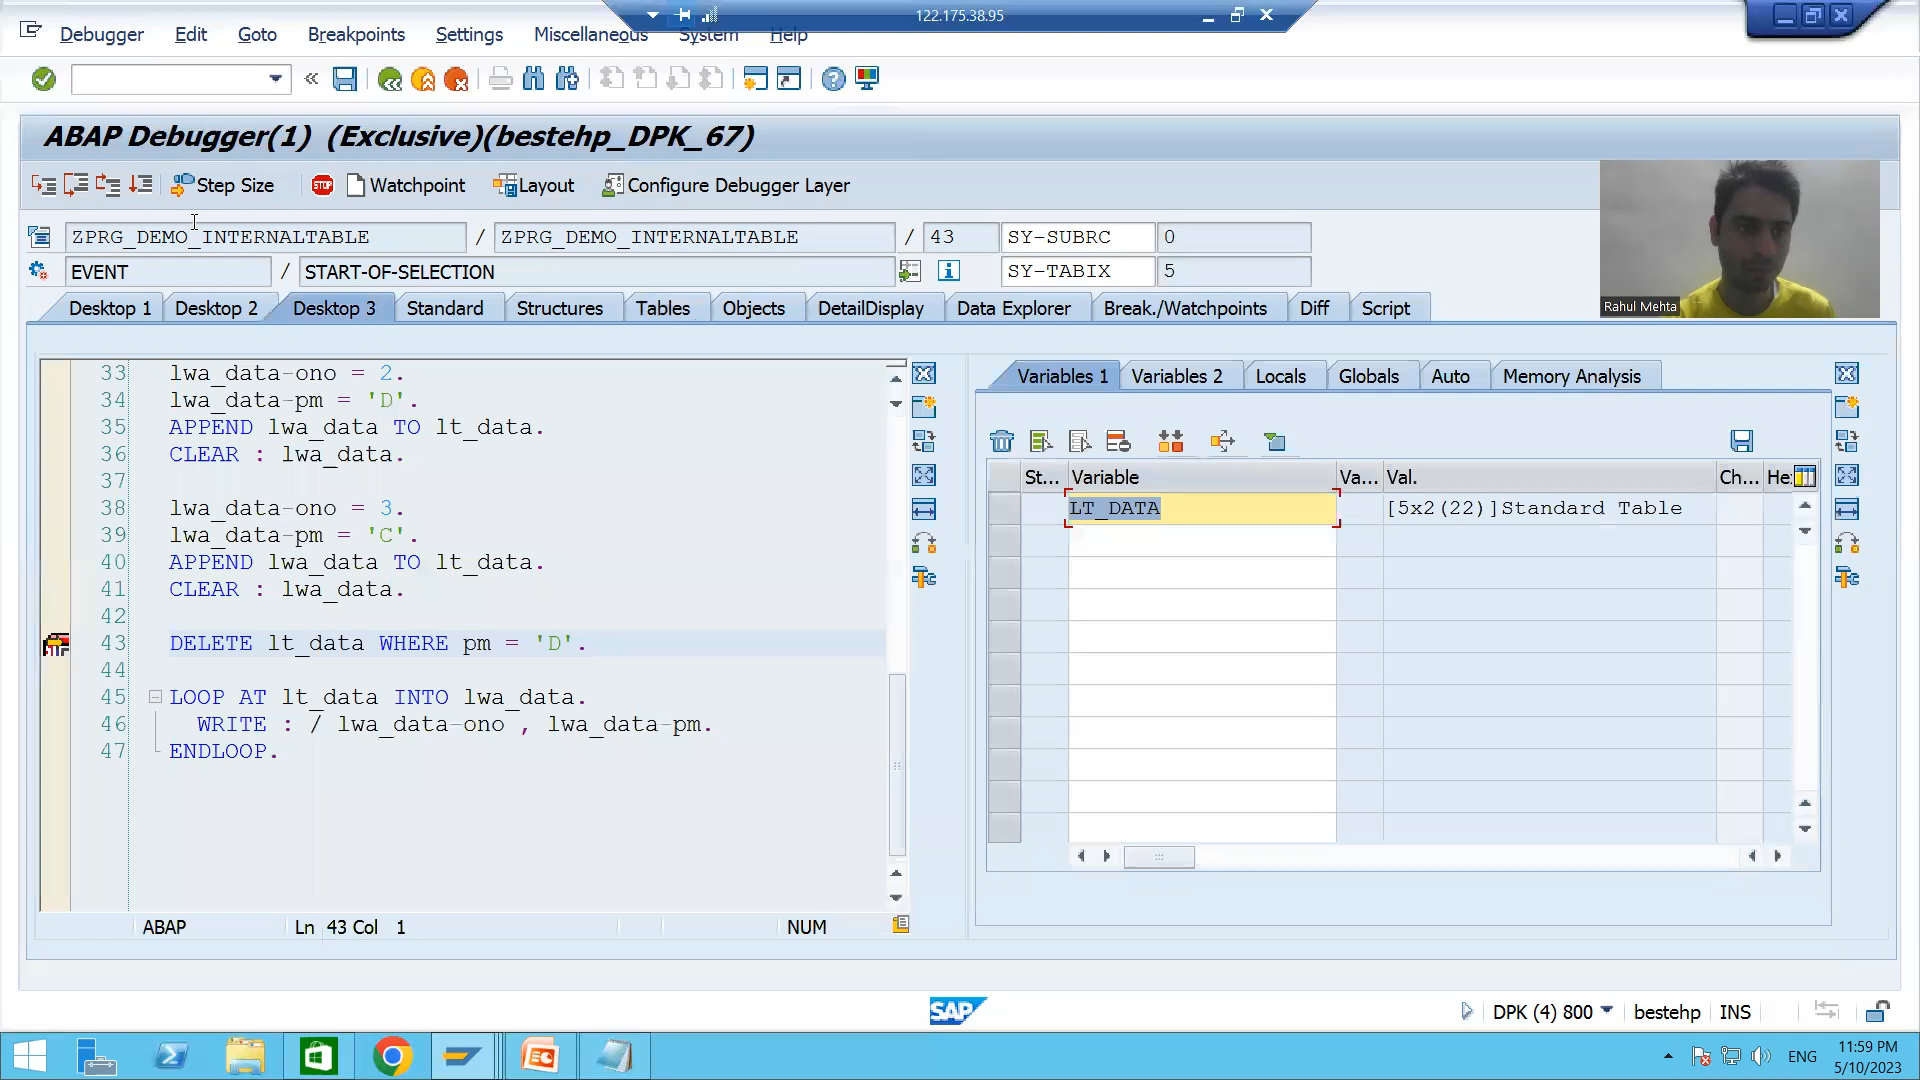 122.175.38.95
Debugger Edit Goto Breakpoints Settings Miscellaneous System Help
ABAP Debugger(1) (Exclusive)(bestehp_DPK_67)
Step Size STOP Watchpoint Layout Configure Debugger Layer
ZPRG_DEMO_INTERNALTABLE / ZPRG_DEMO_INTERNALTABLE / 43 SY-SUBRC 0
EVENT / START-OF-SELECTION SY-TABIX 5
Rahul Mehta
Desktop 1 Desktop 2 Desktop 3 Standard Structures Tables Objects DetailDisplay Data Explorer Break./Watchpoints Diff Script
33 lwa_data-ono = 2.
34 lwa_data-pm = 'D'.
35 APPEND lwa_data TO lt_data.
36 CLEAR : lwa_data.
37
38 lwa_data-ono = 3.
39 lwa_data-pm = 'C'.
40 APPEND lwa_data TO lt_data.
41 CLEAR : lwa_data.
42
43 DELETE lt_data WHERE pm = 'D'.
44
45 LOOP AT lt_data INTO lwa_data.
46 WRITE : / lwa_data-ono , lwa_data-pm.
47 ENDLOOP.
ABAP Ln 43 Col 1 NUM
Variables 1 Variables 2 Locals Globals Auto Memory Analysis
St... Variable Va... Val. Ch... He
LT_DATA [5x2(22)]Standard Table
SAP DPK (4) 800 bestehp INS
ENG 11:59 PM
5/10/2023